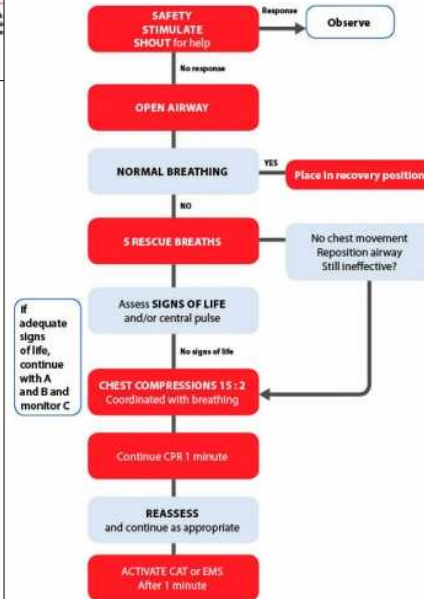 SAFETY
STIMULATE
SHOUT for help
Response
Observe
No response
OPEN AIRWAY
NORMAL BREATHING
YES
Place in recovery position
NO
5 RESCUE BREATHS
No chest movement
Reposition airway
Still ineffective?
Assess SIGNS OF LIFE
and/or central pulse
If
adequate
signs
of life,
continue
with A
and B and
monitor C
No signs of life
CHEST COMPRESSIONS 15 : 2
Coordinated with breathing
Continue CPR 1 minute
REASSESS
and continue as appropriate
ACTIVATE CAT or EMS
After 1 minute